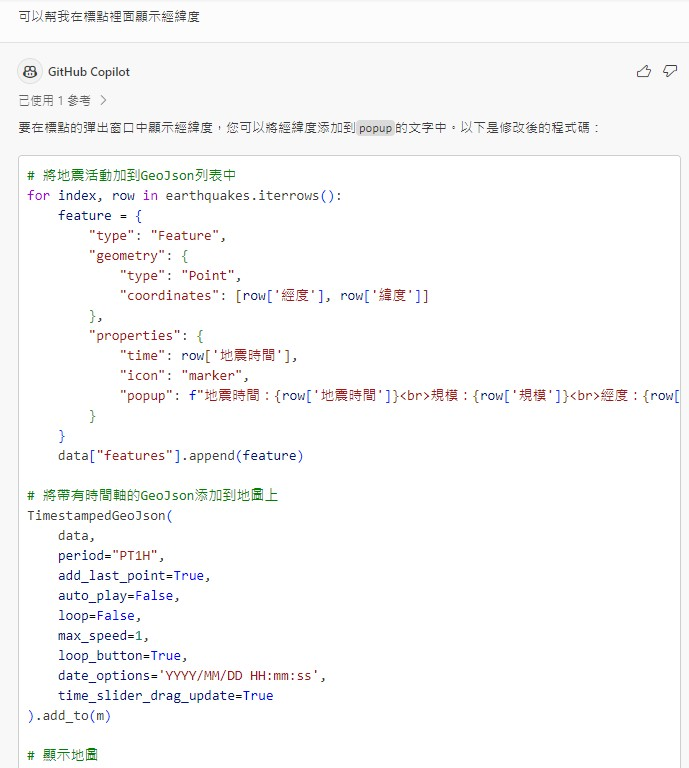 可以幫我在標點裡面顯示經緯度
GitHub Copilot
已使用 1 參考
要在標點的彈出窗口中顯示經緯度，您可以將經緯度添加到popup的文字中。以下是修改後的程式碼：
# 將地震活動加到GeoJson列表中
for index, row in earthquakes.iterrows():
    feature = {
        "type": "Feature",
        "geometry": {
            "type": "Point",
            "coordinates": [row['經度'], row['緯度']]
        },
        "properties": {
            "time": row['地震時間'],
            "icon": "marker",
            "popup": f"地震時間：{row['地震時間']}<br>規模：{row['規模']}<br>經度：{row[
        }
    }
    data["features"].append(feature)
# 將帶有時間軸的GeoJson添加到地圖上
TimestampedGeoJson(
    data,
    period="PT1H",
    add_last_point=True,
    auto_play=False,
    loop=False,
    max_speed=1,
    loop_button=True,
    date_options='YYYY/MM/DD HH:mm:ss',
    time_slider_drag_update=True
).add_to(m)
# 顯示地圖